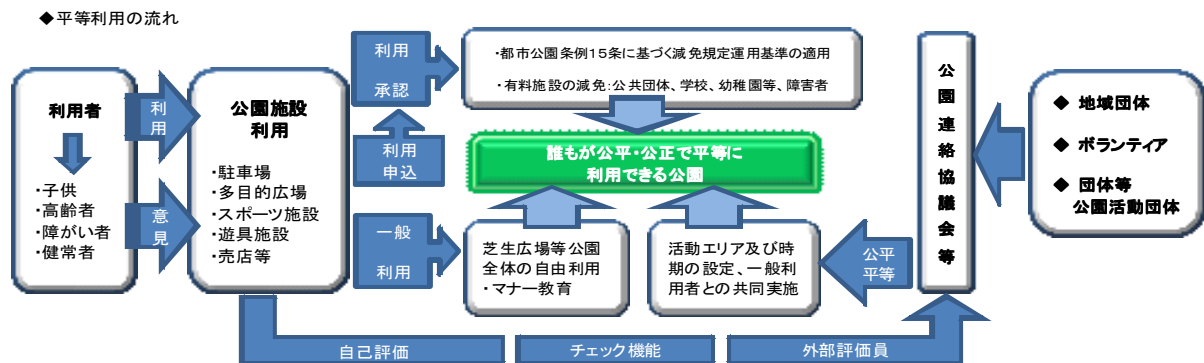 ◆平等利用の流れ
利用者
・子供
・高齢者
・障がい者
・健常者
利用
意見
公園施設
利用
・駐車場
・多目的広場
・スポーツ施設
・遊具施設
・売店等
利用
承認
利用
申込
一般
利用
・都市公園条例15条に基づく減免規定運用基準の適用
・有料施設の減免:公共団体、学校、幼稚園等、障害者
誰もが公平・公正で平等に
利用できる公園
芝生広場等公園
全体の自由利用
・マナー教育
活動エリア及び時
期の設定、一般利
用者との共同実施
公平
平等
公園連絡協議会等
◆ 地域団体
◆ ボランティア
◆ 団体等
公園活動団体
自己評価
チェック機能
外部評価員